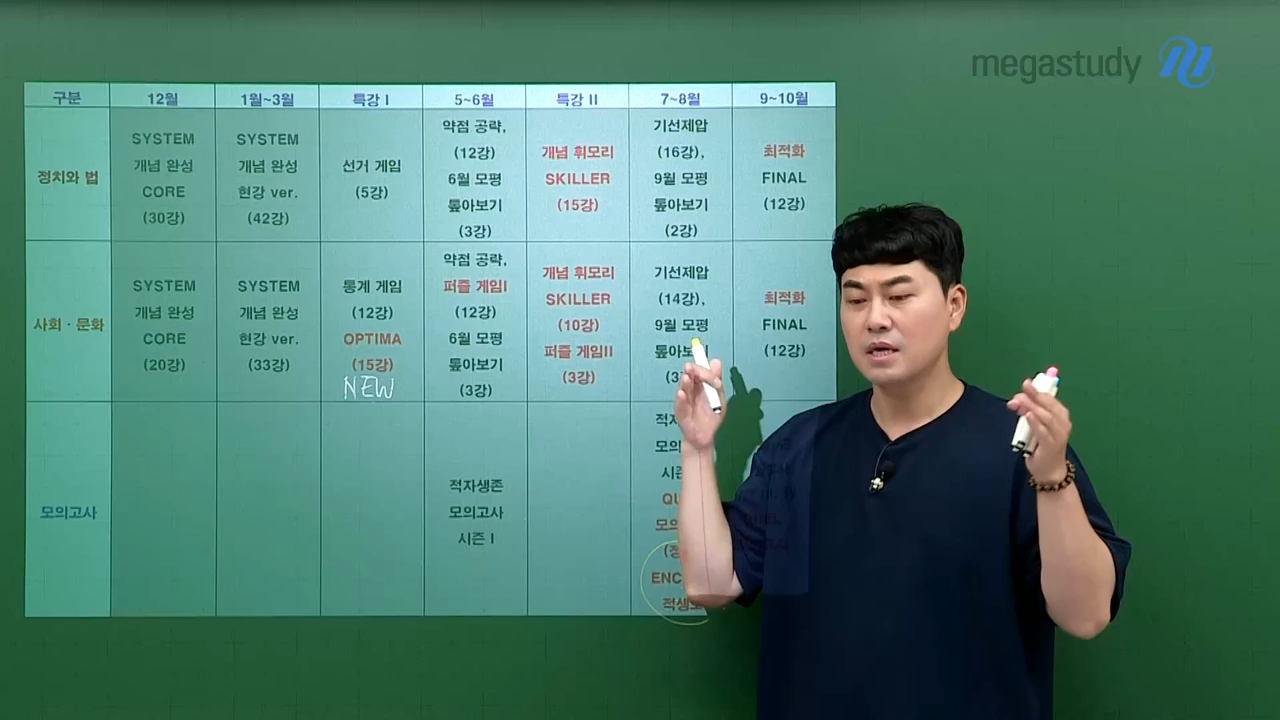 megastudy
구분 12월 1월~3월 특강 I 5~6월 특강 II 7~8월 9~10월
정치와 법
SYSTEM
개념 완성
CORE
(30강)
SYSTEM
개념 완성
현강 ver.
(42강)
선거 게임
(5강)
약점 공략,
(12강)
6월 모평
톺아보기
(3강)
개념 휘모리
SKILLER
(15강)
기선제압
(16강),
9월 모평
톺아보기
(2강)
최적화
FINAL
(12강)
사회 · 문화
SYSTEM
개념 완성
CORE
(20강)
SYSTEM
개념 완성
현강 ver.
(33강)
통계 게임
(12강)
OPTIMA
(15강)
NEW
약점 공략,
퍼즐 게임I
(12강)
6월 모평
톺아보기
(3강)
개념 휘모리
SKILLER
(10강)
퍼즐 게임II
(3강)
기선제압
(14강),
9월 모평
최적화
FINAL
(12강)
모의고사
적자생존
모의고사
시즌 I